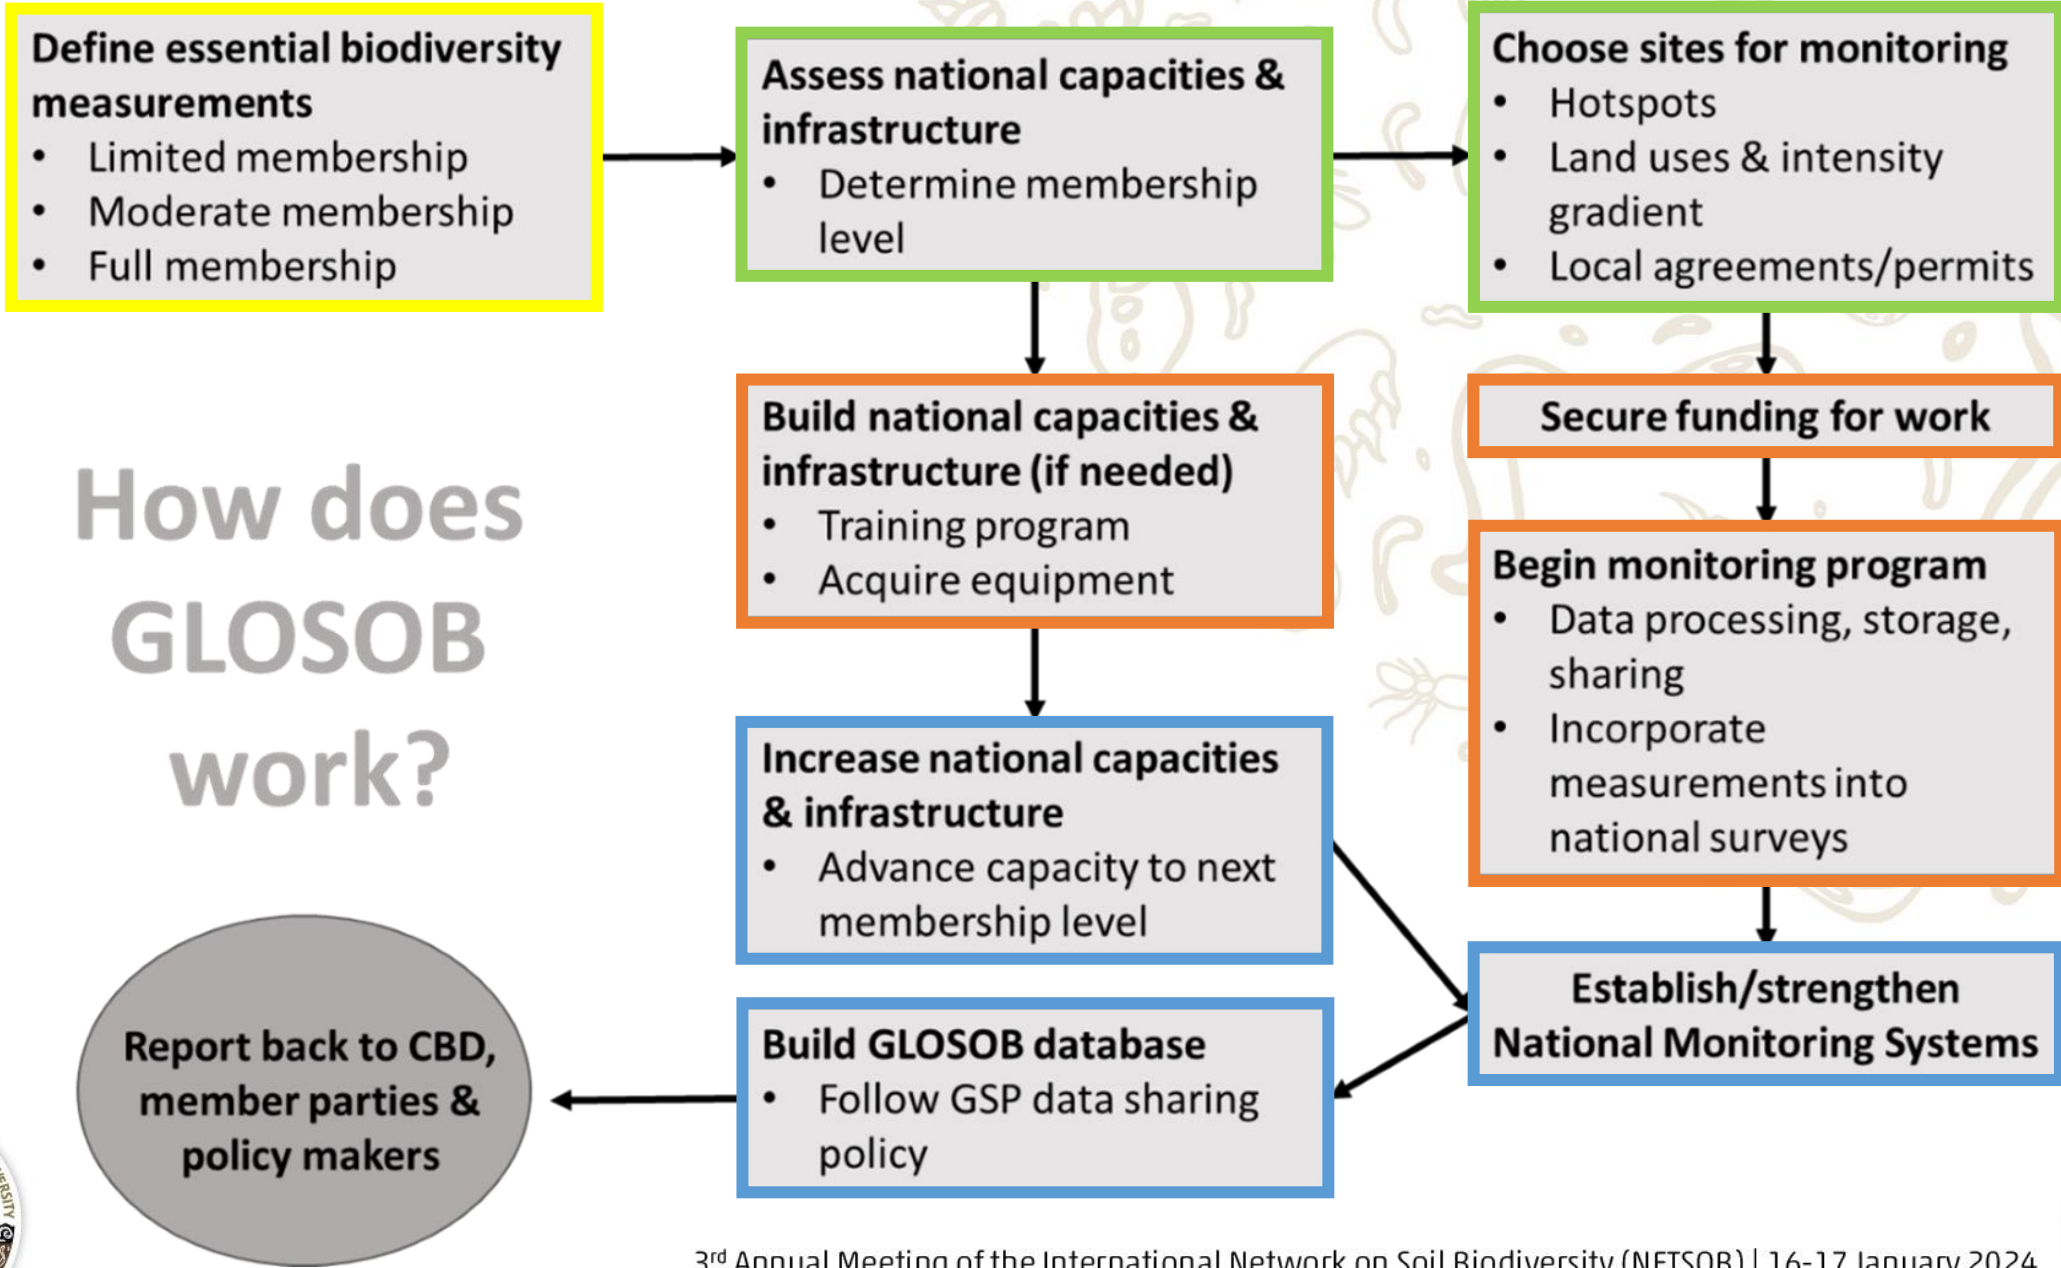 Define essential biodiversity
measurements
• Limited membership
• Moderate membership
• Full membership
Assess national capacities &
infrastructure
• Determine membership
level
Choose sites for monitoring
• Hotspots
• Land uses & intensity
gradient
• Local agreements/permits
How does
GLOSOB
work?
Build national capacities &
infrastructure (if needed)
• Training program
• Acquire equipment
Secure funding for work
Begin monitoring program
• Data processing, storage,
sharing
• Incorporate
measurements into
national surveys
Increase national capacities
& infrastructure
• Advance capacity to next
membership level
Establish/strengthen
National Monitoring Systems
Build GLOSOB database
• Follow GSP data sharing
policy
Report back to CBD,
member parties &
policy makers
3rd Annual Meeting of the International Network on Soil Biodiversity (NETSOB) | 16-17 January 2024